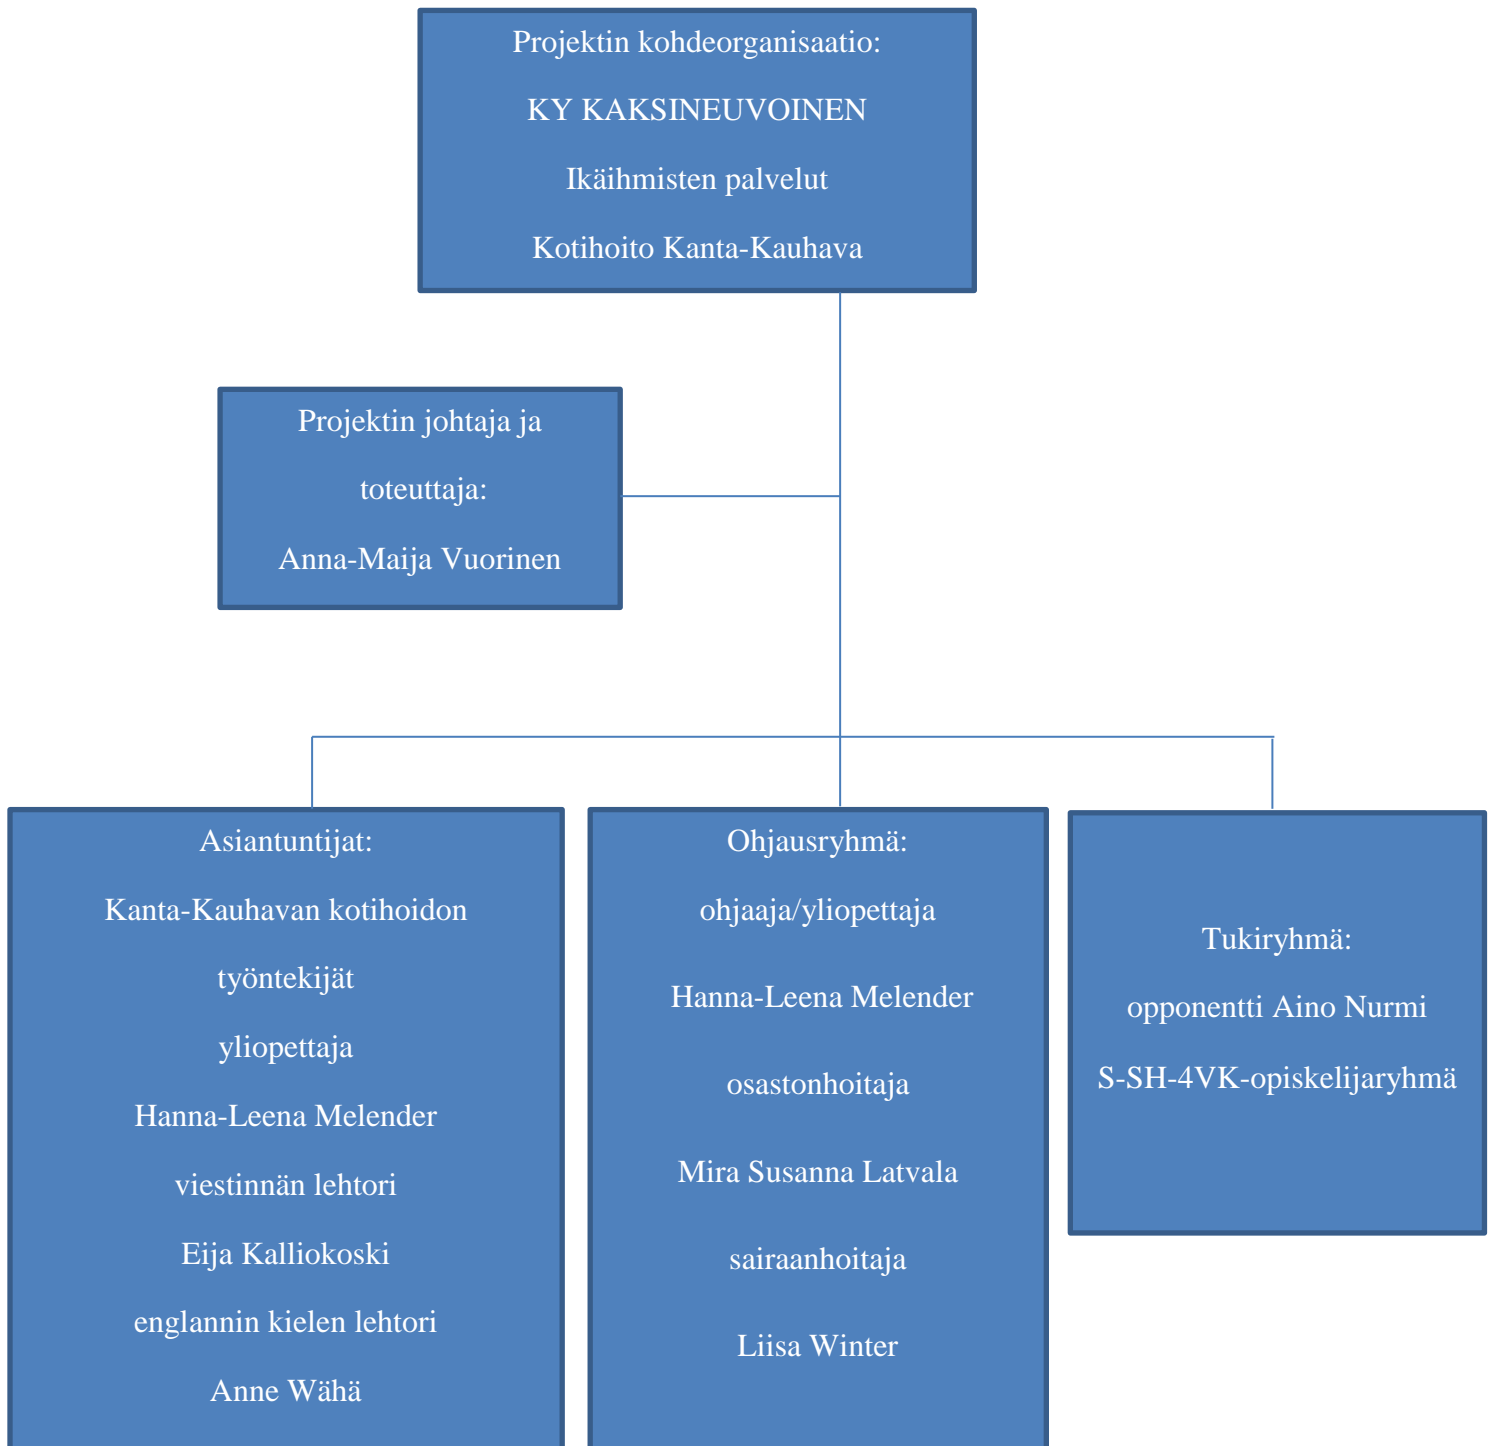 Projektin kohdeorganisaatio:
KY KAKSINEUVOINEN
Ikäihmisten palvelut
Kotihoito Kanta-Kauhava
Projektin johtaja ja
toteuttaja:
Anna-Maija Vuorinen
Asiantuntijat:
Kanta-Kauhavan kotihoidon
työntekijät
yliopettaja
Hanna-Leena Melender
viestinnän lehtori
Eija Kalliokoski
englannin kielen lehtori
Anne Wähä
Ohjausryhmä:
ohjaaja/yliopettaja
Hanna-Leena Melender
osastonhoitaja
Mira Susanna Latvala
sairaanhoitaja
Liisa Winter
Tukiryhmä:
opponentti Aino Nurmi
S-SH-4VK-opiskelijaryhmä